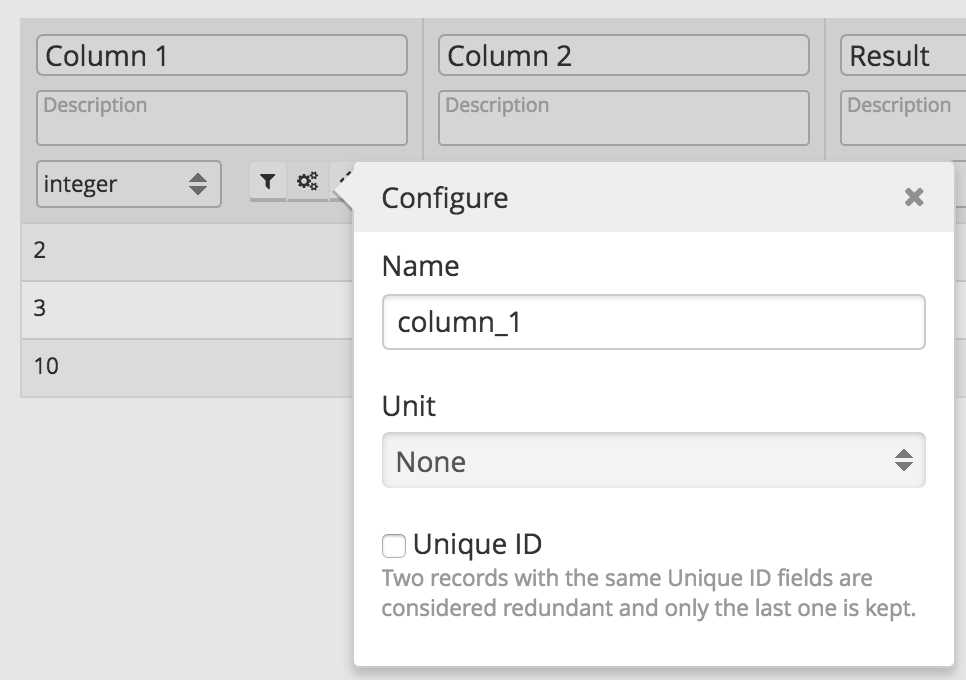 Column 1
Column 2
Result
Description
Description
Description
integer
Configure
2
3
10
Name
column_1
Unit
None
Unique ID
Two records with the same Unique ID fields are
considered redundant and only the last one is kept.